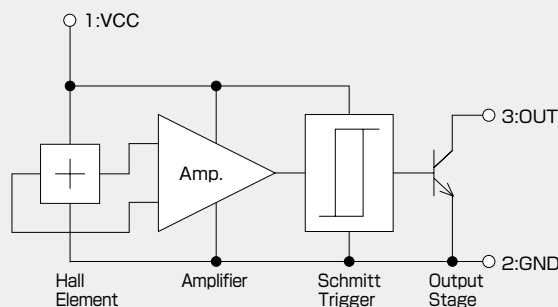 1:VCC
3:OUT
Amp.
2:GND
Hall
Element
Amplifier
Schmitt
Trigger
Output
Stage